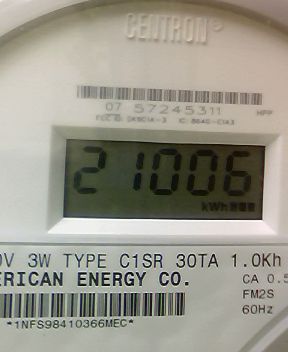 CENTRON®
07 57245311 MPP
21006
kWh
V 3W TYPE C1SR 30TA 1.0Kh
ERICAN ENERGY CO.
CA 0.5
FM2S
60Hz
*1NFS98410366MEC*